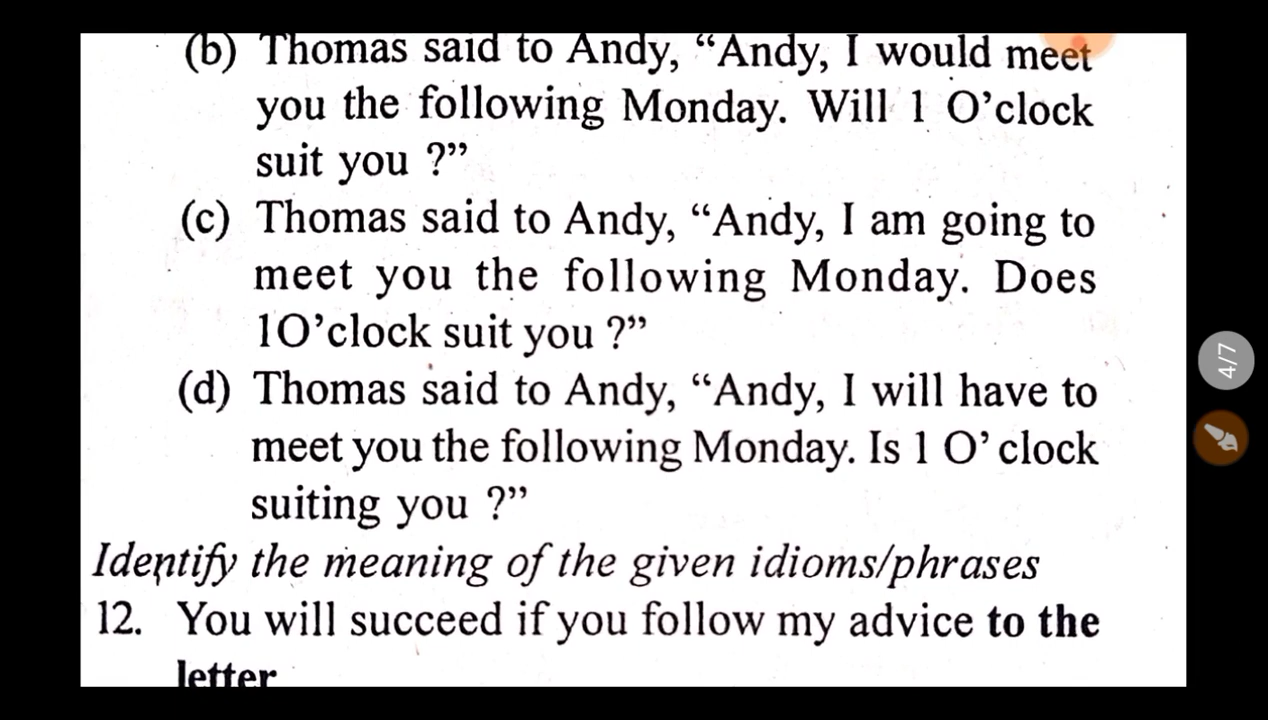 (b) Thomas said to Andy, “Andy, I would meet
you the following Monday. Will 1 O’clock
suit you ?”
(c) Thomas said to Andy, “Andy, I am going to
meet you the following Monday. Does
1O’clock suit you ?”
(d) Thomas said to Andy, “Andy, I will have to
meet you the following Monday. Is 1 O’ clock
suiting you ?”
Identify the meaning of the given idioms/phrases
12. You will succeed if you follow my advice to the
letter
4/7